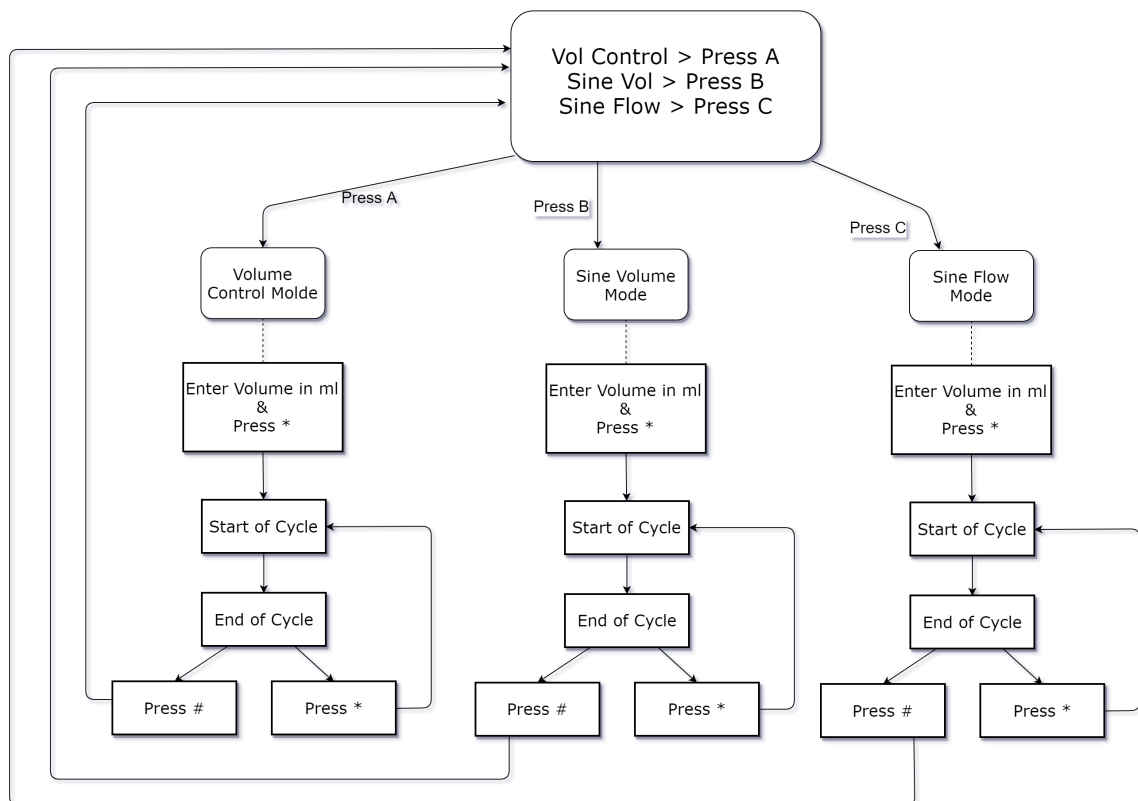 Vol Control > Press A
Sine Vol > Press B
Sine Flow > Press C
Press A
Press B
Press C
Volume
Control Molde
Sine Volume
Mode
Sine Flow
Mode
Enter Volume in ml
&
Press *
Enter Volume in ml
&
Press *
Enter Volume in ml
&
Press *
Start of Cycle
Start of Cycle
Start of Cycle
End of Cycle
End of Cycle
End of Cycle
Press #
Press *
Press #
Press *
Press #
Press *